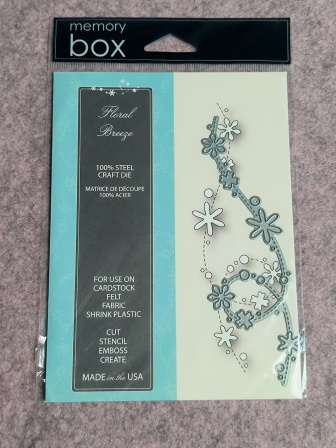 memory
box
Floral
Breeze
100% STEEL
CRAFT DIE
MATRICE DE DÉCOUPE
100% ACIER
FOR USE ON
CARDSTOCK
FELT
FABRIC
SHRINK PLASTIC
CUT
STENCIL
EMBOSS
CREATE
MADE in the USA